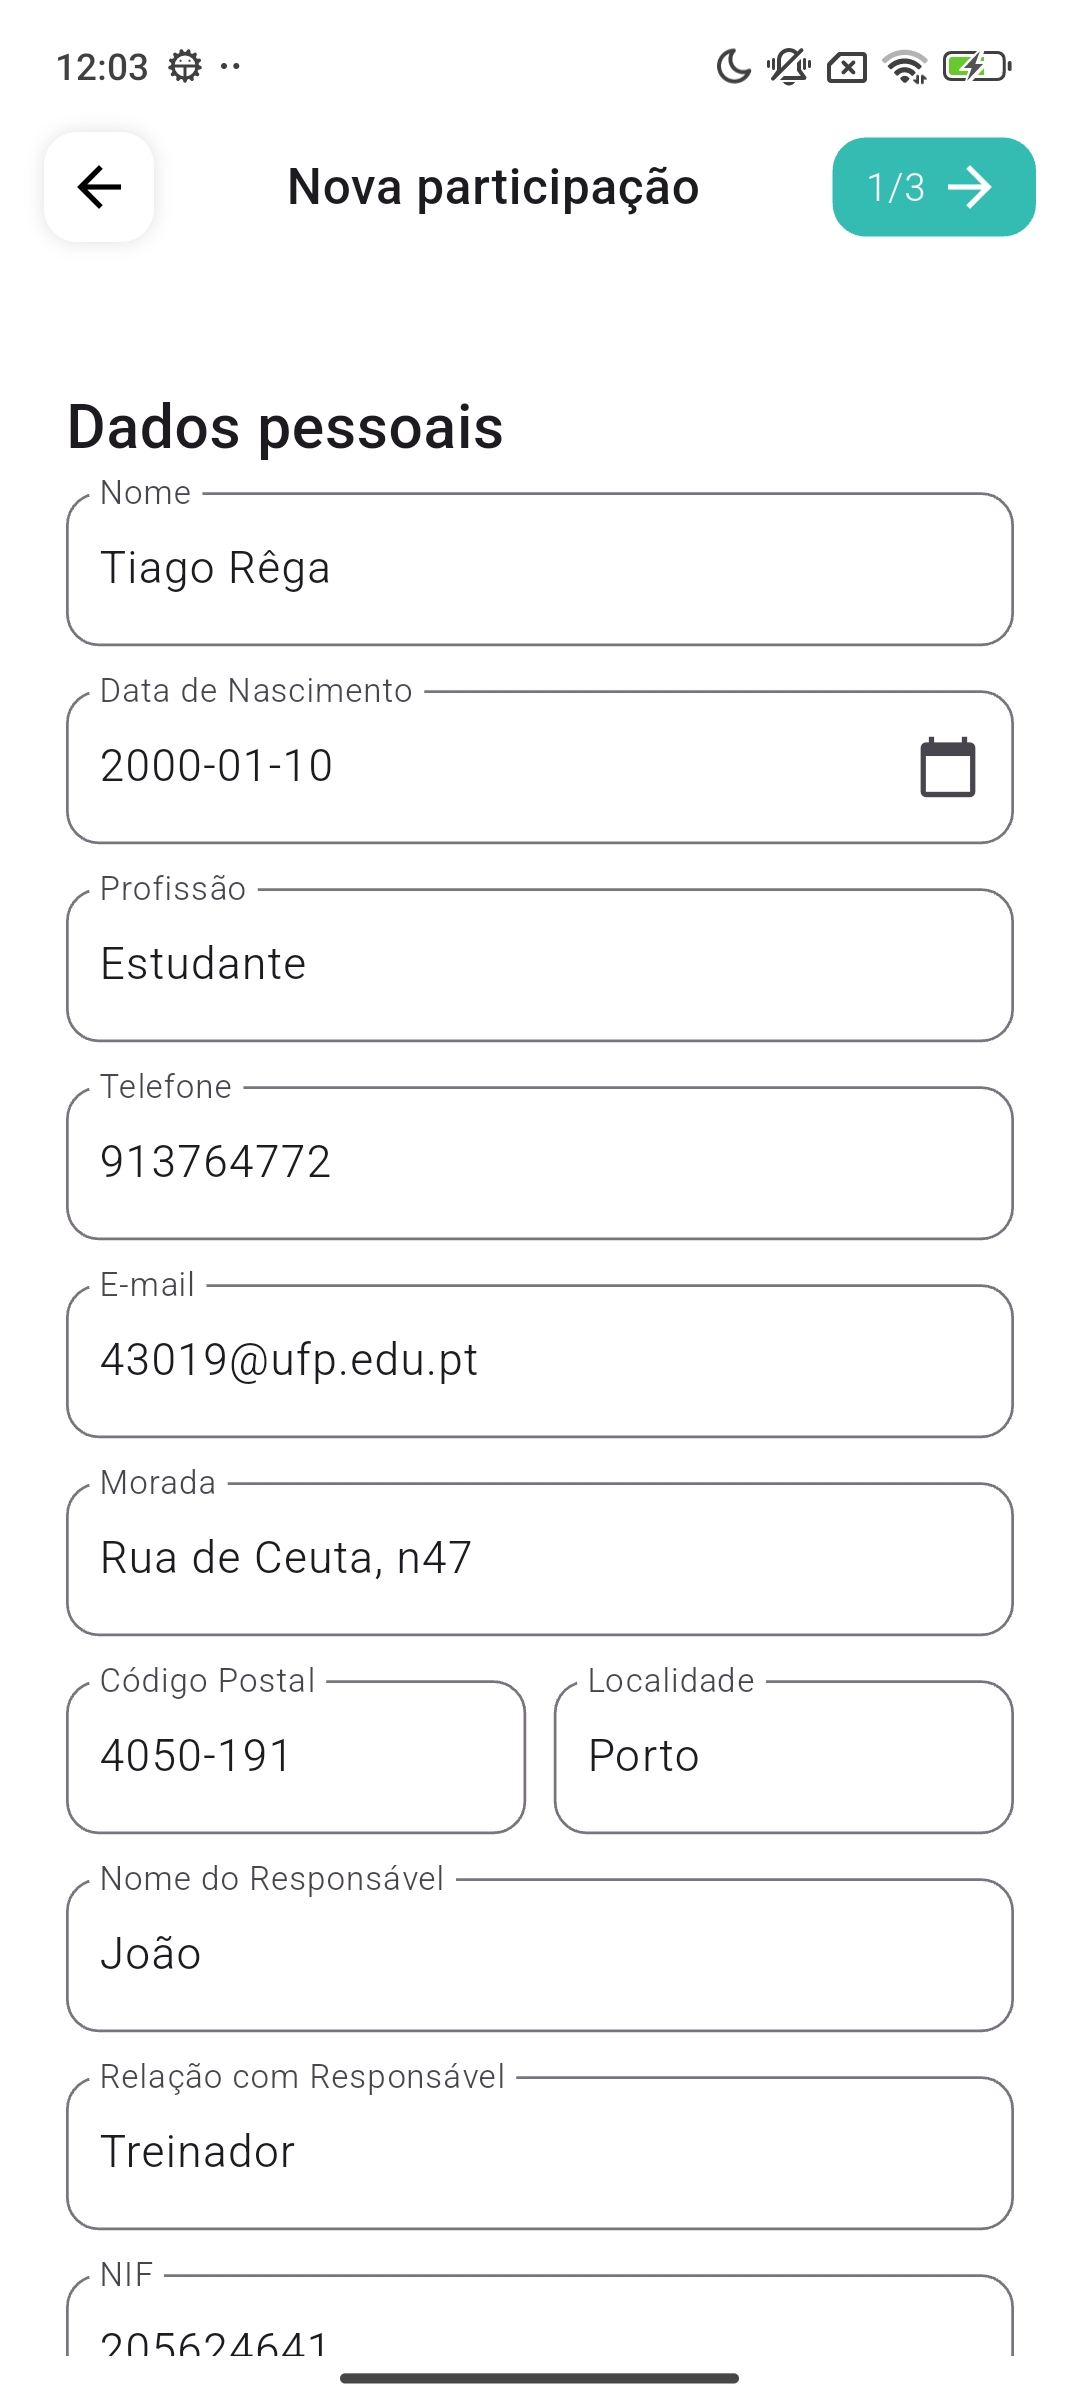 12:03
Nova participação
1/3
Dados pessoais
Nome
Tiago Rêga
Data de Nascimento
2000-01-10
Profissão
Estudante
Telefone
913764772
E-mail
43019@ufp.edu.pt
Morada
Rua de Ceuta, n47
Código Postal
Localidade
4050-191
Porto
Nome do Responsável
João
Relação com Responsável
Treinador
NIF
205624641